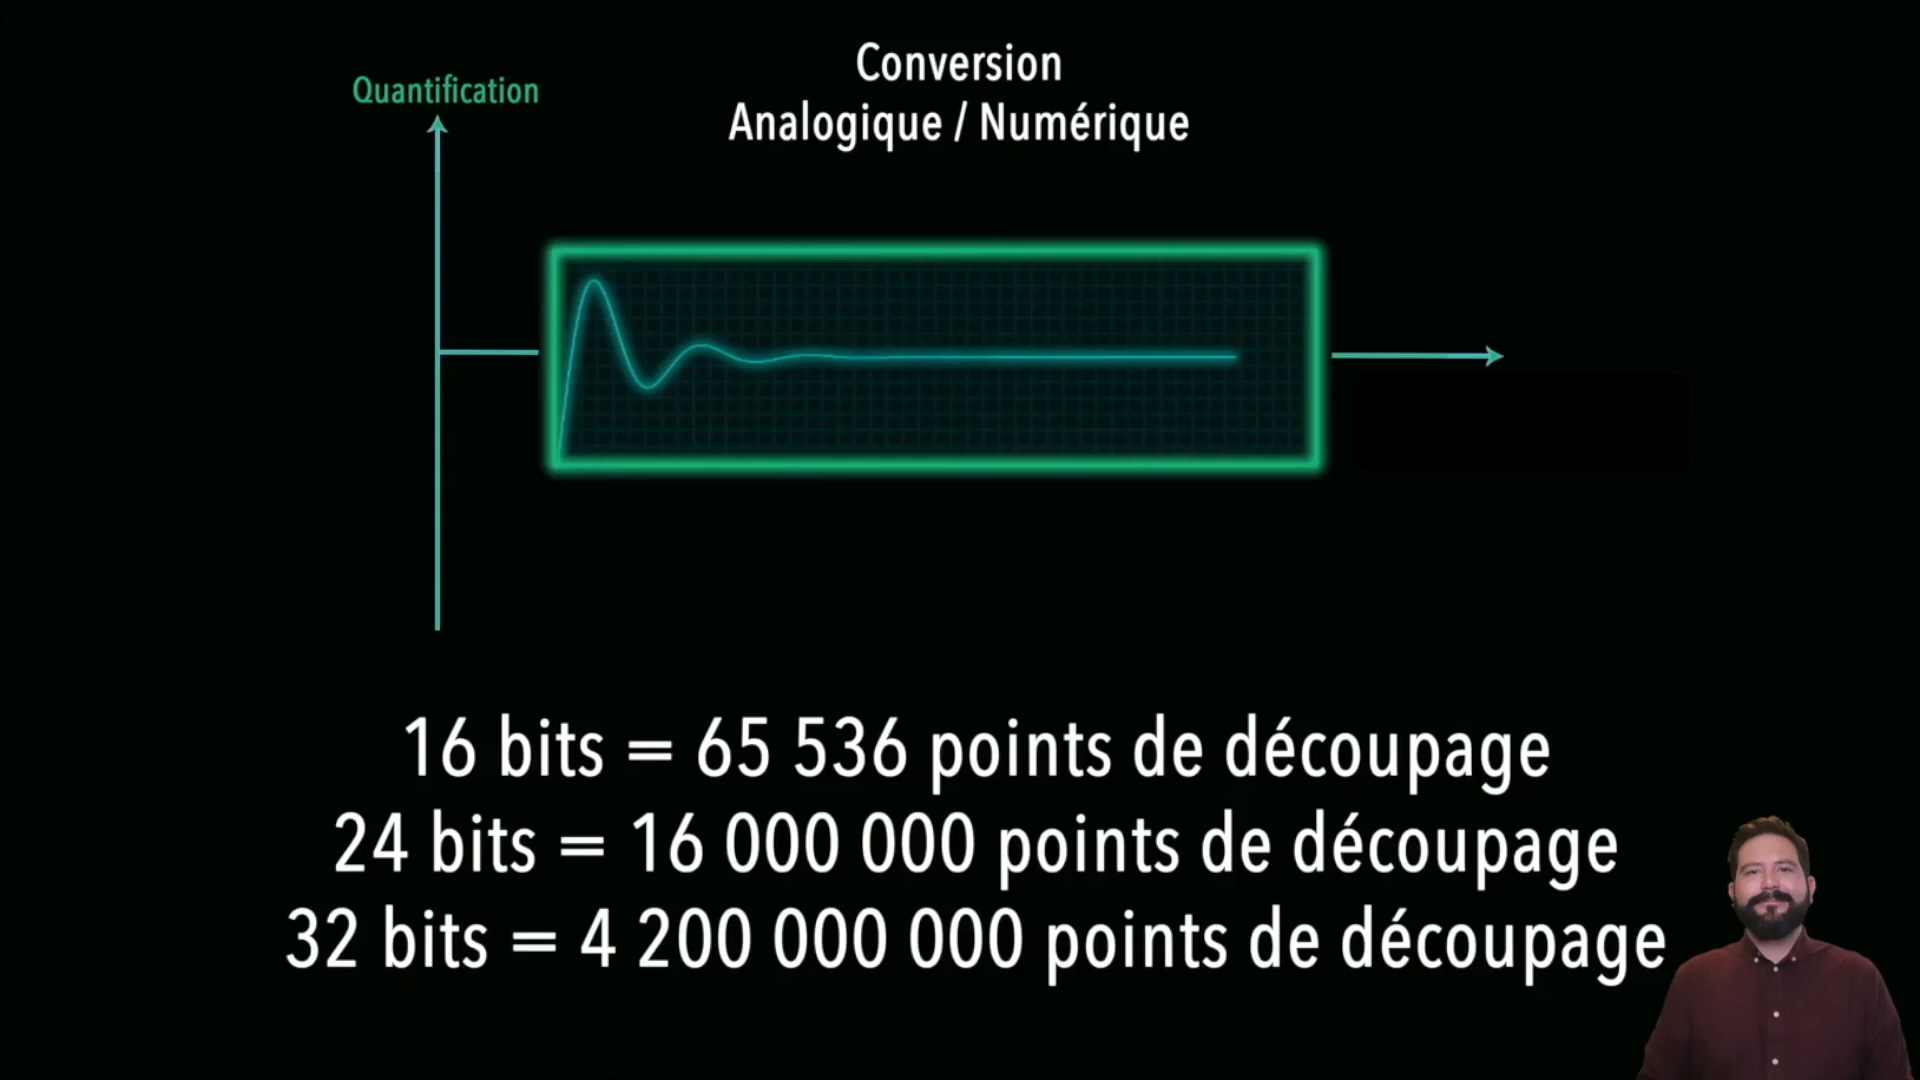 Conversion
Analogique / Numérique
Quantification
16 bits = 65 536 points de découpage
24 bits = 16 000 000 points de découpage
32 bits = 4 200 000 000 points de découpage